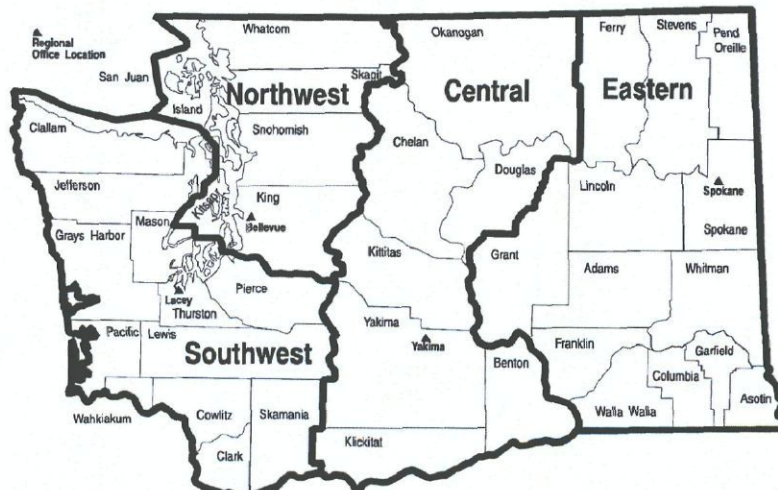 Regional
Office Location
San Juan
Whatcom
Skagit
Island
Northwest
Snohomish
King
Bellevue
Kitsap
Clallam
Jefferson
Mason
Grays Harbor
Lacey
Thurston
Pierce
Pacific
Lewis
Southwest
Wahkiakum
Cowlitz
Skamania
Clark
Okanogan
Central
Chelan
Douglas
Kittitas
Yakima
Yakima
Benton
Klickitat
Ferry
Stevens
Pend
Oreille
Eastern
Lincoln
Spokane
Spokane
Grant
Adams
Whitman
Franklin
Garfield
Columbia
Walla Walla
Asotin